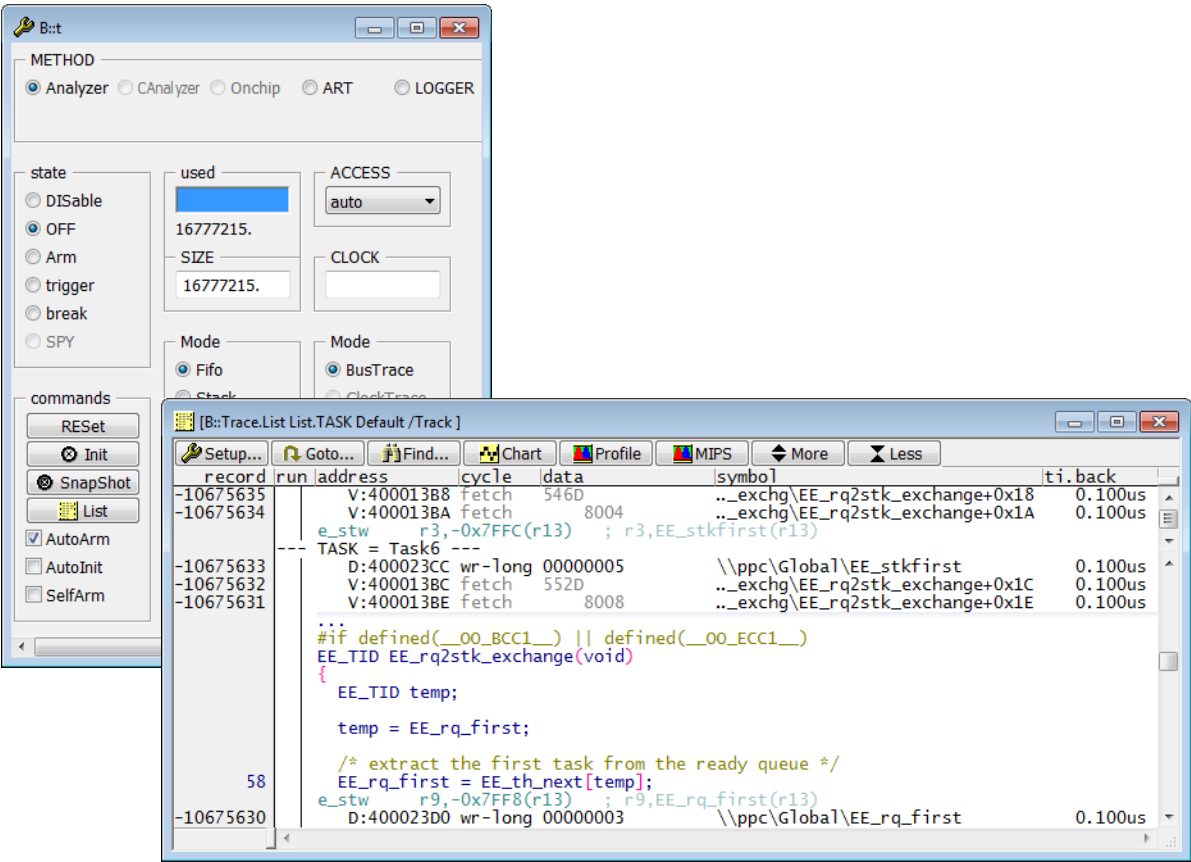 B::t
METHOD
Analyzer CAnalyzer Onchip ART LOGGER
state used ACCESS
DISable auto
OFF 16777215.
Arm SIZE CLOCK
trigger 16777215.
break
SPY Mode Mode
Fifo BusTrace
commands Stack ClockTrace
RESet
Init
SnapShot
List
AutoArm
AutoInit
SelfArm
[B::Trace.List List.TASK Default /Track ]
Setup... Goto... Find... Chart Profile MIPS More Less
record run address cycle data symbol ti.back
-10675635 V:400013B8 fetch 546D .._exchg\EE_rq2stk_exchange+0x18 0.100us
-10675634 V:400013BA fetch 8004 .._exchg\EE_rq2stk_exchange+0x1A 0.100us
e_stw r3,-0x7FFC(r13) ; r3,EE_stkfirst(r13)
--- TASK = Task6 ---
-10675633 D:400023CC wr-long 00000005 \\ppc\Global\EE_stkfirst 0.100us
-10675632 V:400013BC fetch 552D .._exchg\EE_rq2stk_exchange+0x1C 0.100us
-10675631 V:400013BE fetch 8008 .._exchg\EE_rq2stk_exchange+0x1E 0.100us
...
#if defined(__OO_BCC1__) || defined(__OO_ECC1__)
EE_TID EE_rq2stk_exchange(void)
{
EE_TID temp;
temp = EE_rq_first;
/* extract the first task from the ready queue */
58 EE_rq_first = EE_th_next[temp];
e_stw r9,-0x7FF8(r13) ; r9,EE_rq_first(r13)
-10675630 D:400023D0 wr-long 00000003 \\ppc\Global\EE_rq_first 0.100us